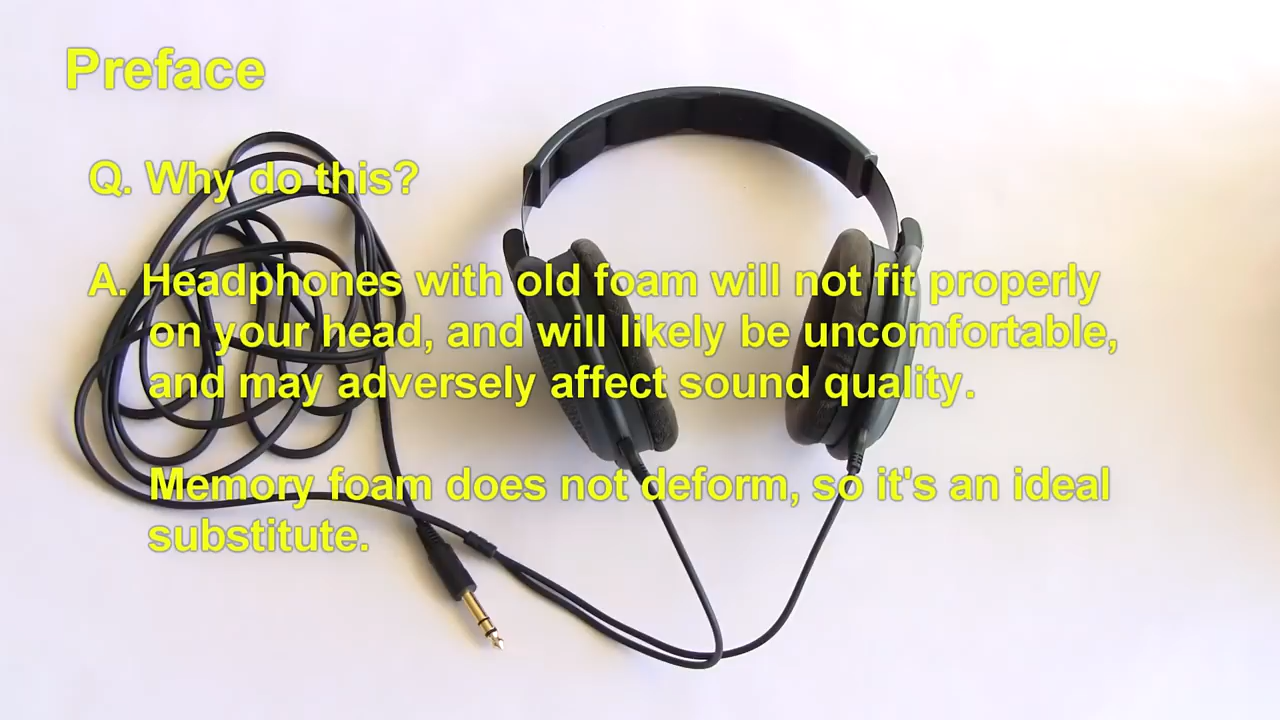 Preface
Q. Why do this?
A. Headphones with old foam will not fit properly
on your head, and will likely be uncomfortable,
and may adversely affect sound quality.
Memory foam does not deform, so it's an ideal
substitute.